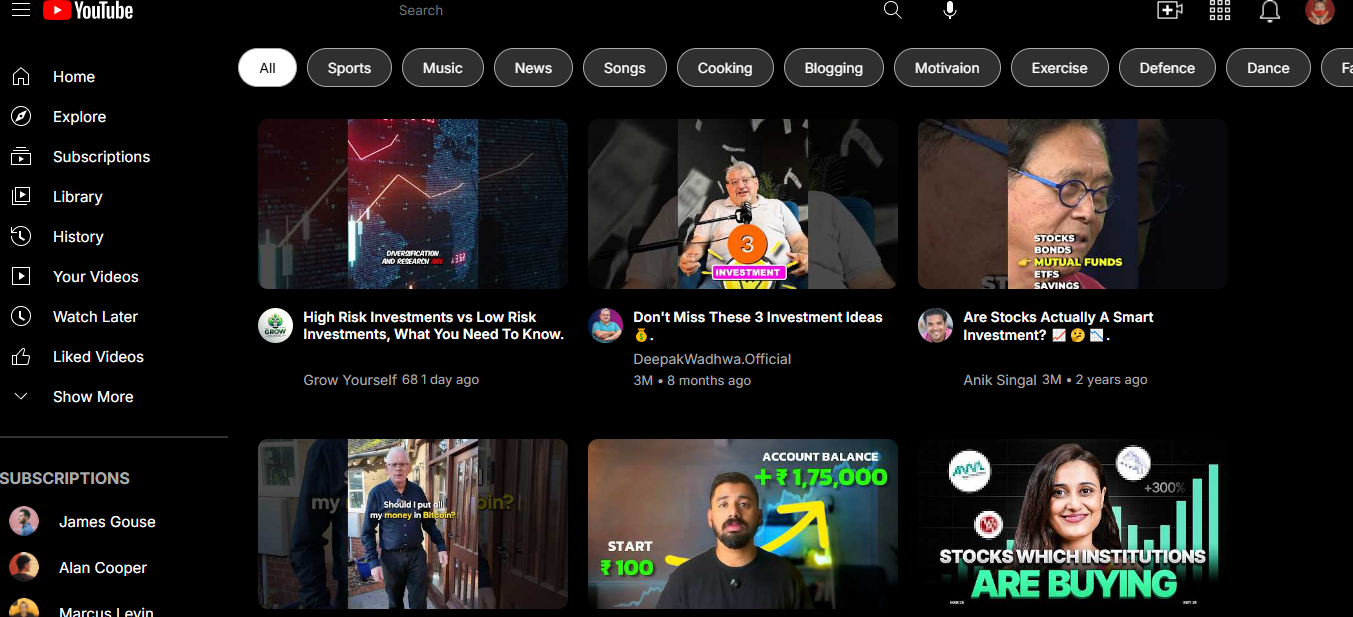 YouTube
Search
All
Sports
Music
News
Songs
Cooking
Blogging
Motivaion
Exercise
Defence
Dance
Home
Explore
Subscriptions
Library
History
Your Videos
Watch Later
Liked Videos
Show More
SUBSCRIPTIONS
James Gouse
Alan Cooper
Marcus Levin
DIVERSIFICATION
AND RESEARCH ARE
High Risk Investments vs Low Risk
Investments, What You Need To Know.
GROW
Grow Yourself 68 1 day ago
3
INVESTMENT
Don't Miss These 3 Investment Ideas
💰.
DeepakWadhwa.Official
3M • 8 months ago
STOCKS
BONDS
👉 MUTUAL FUNDS
ETFS
SAVINGS
ST
Are Stocks Actually A Smart
Investment? 📈 🤔 📉.
Anik Singal 3M • 2 years ago
my
Should I put all
my money in Bitcoin?
oin?
ACCOUNT BALANCE
+ ₹ 1,75,000
START
₹ 100
+300%
STOCKS WHICH INSTITUTIONS
ARE BUYING